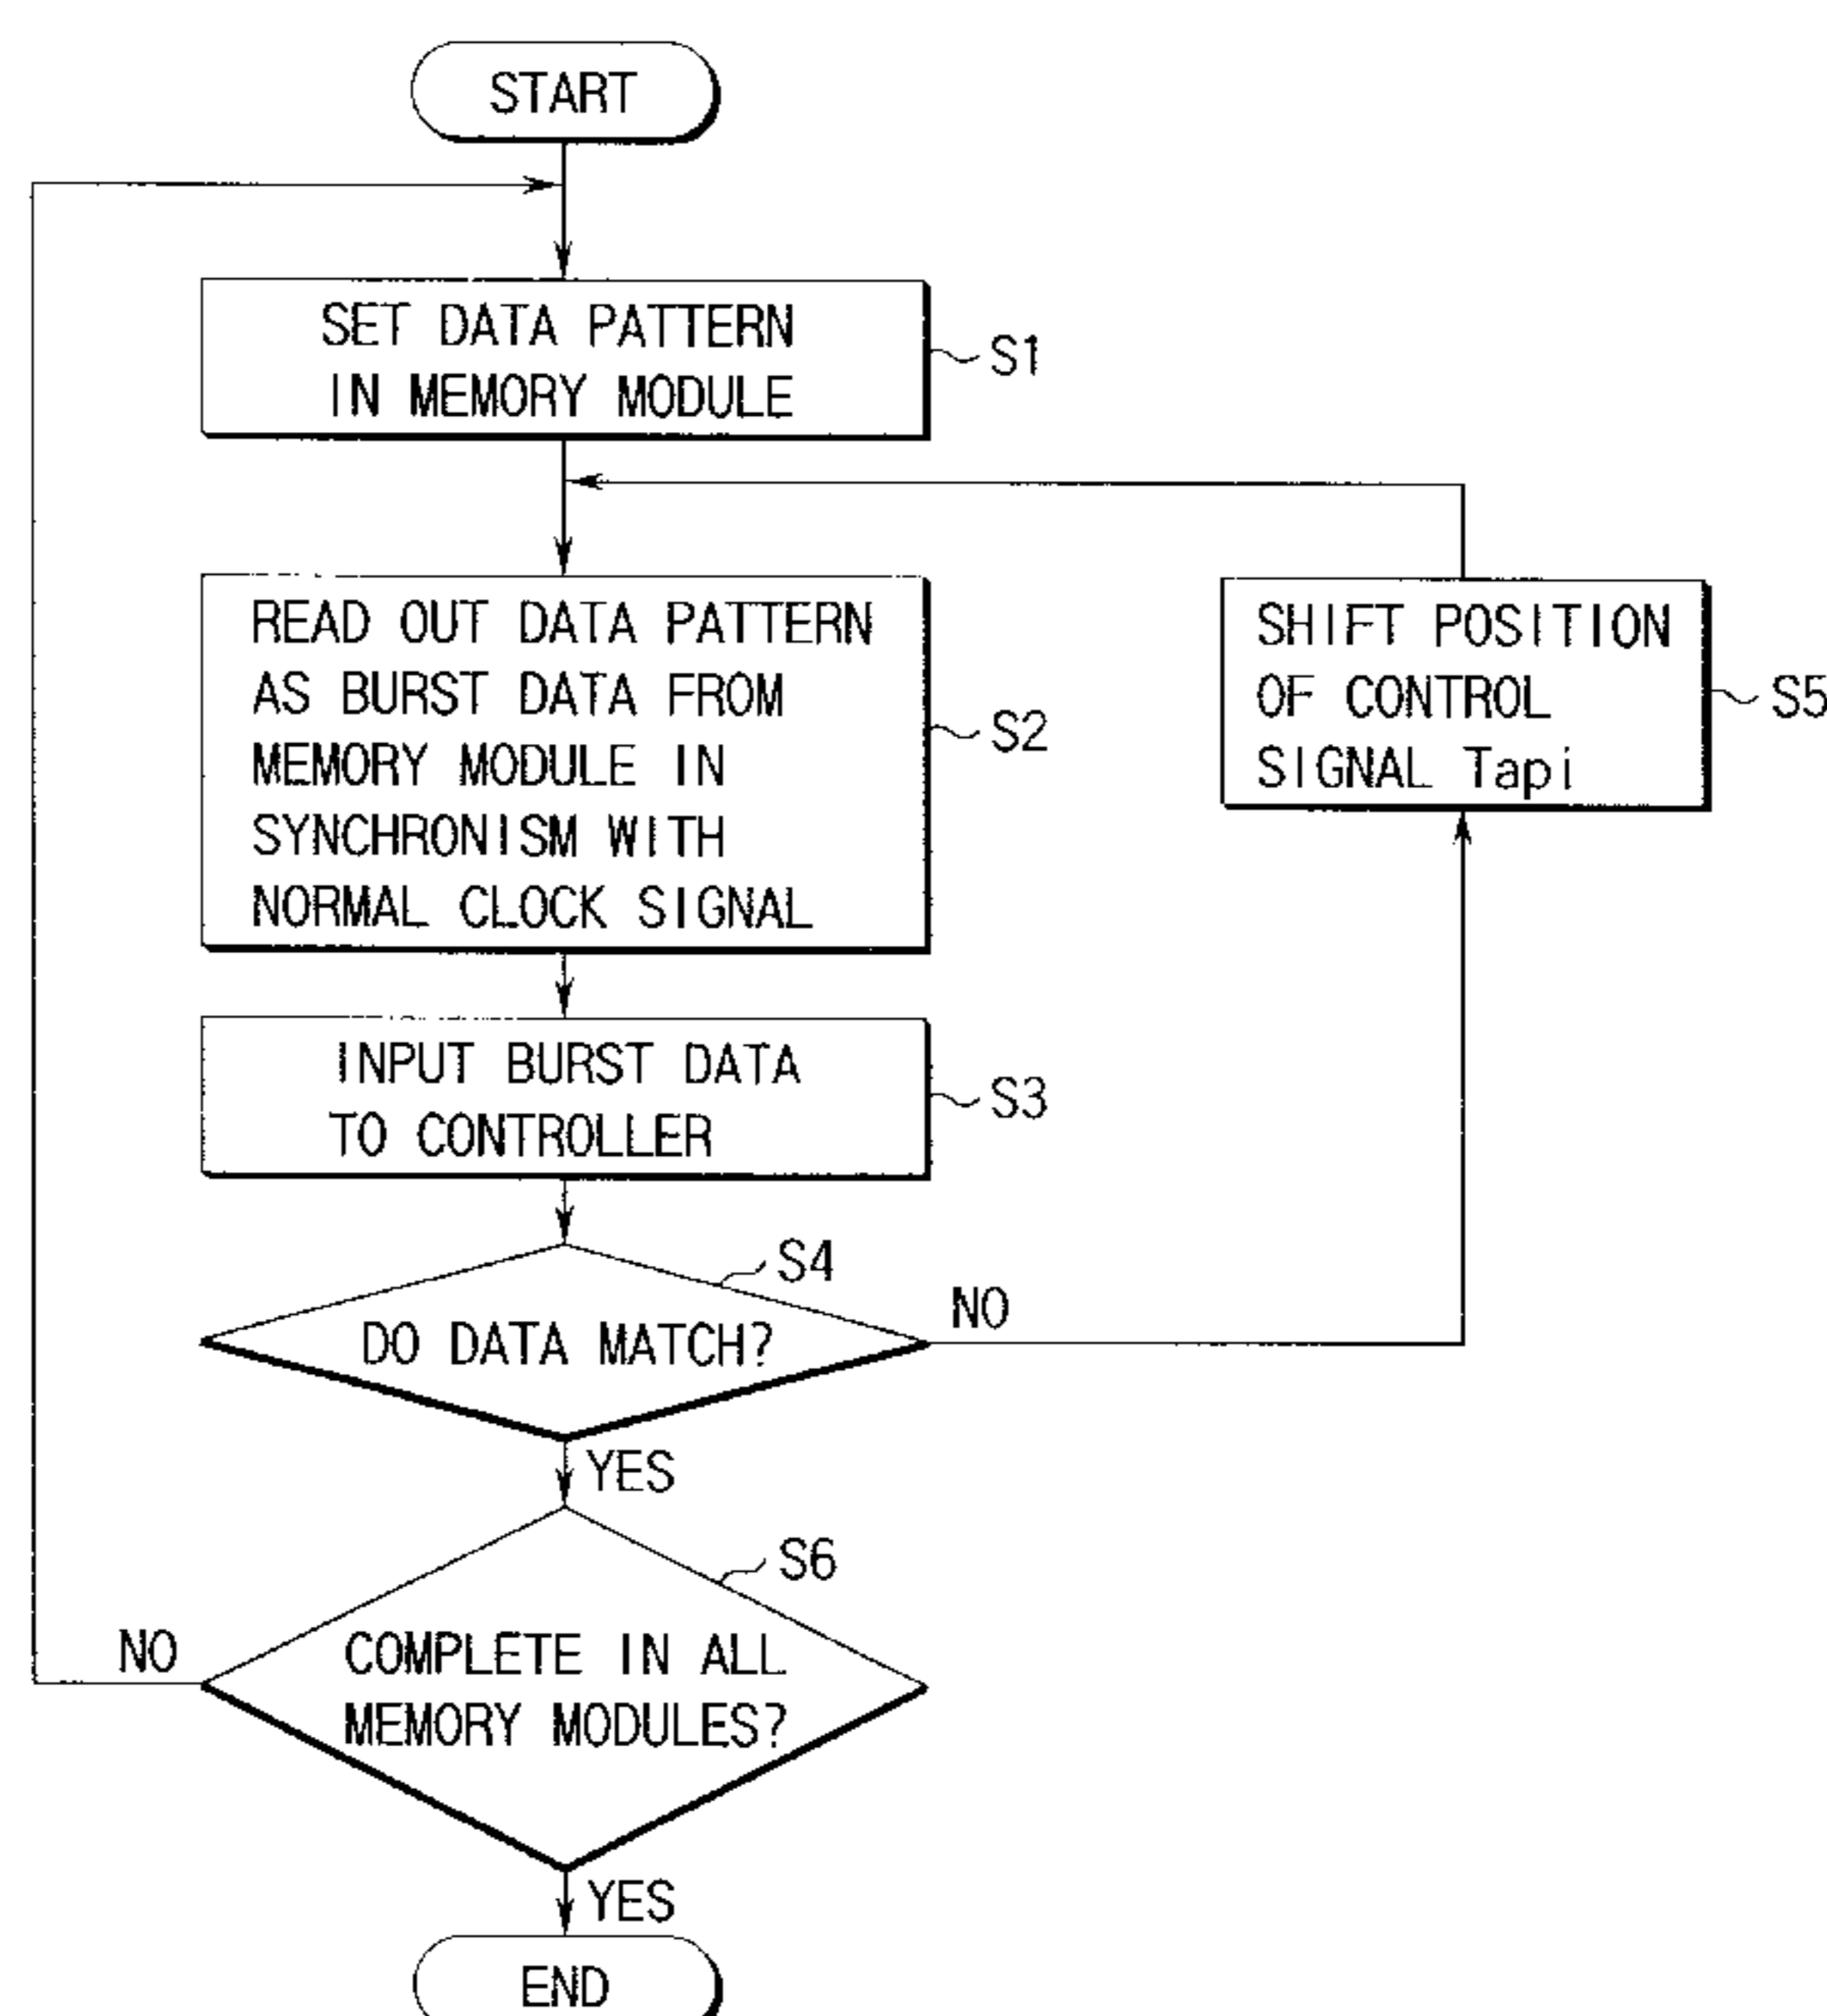 START
SET DATA PATTERN
IN MEMORY MODULE
S1
READ OUT DATA PATTERN
AS BURST DATA FROM
MEMORY MODULE IN
SYNCHRONISM WITH
NORMAL CLOCK SIGNAL
S2
SHIFT POSITION
OF CONTROL
SIGNAL Tapi
S5
INPUT BURST DATA
TO CONTROLLER
S3
S4
DO DATA MATCH?
NO
YES
S6
COMPLETE IN ALL
MEMORY MODULES?
NO
YES
END